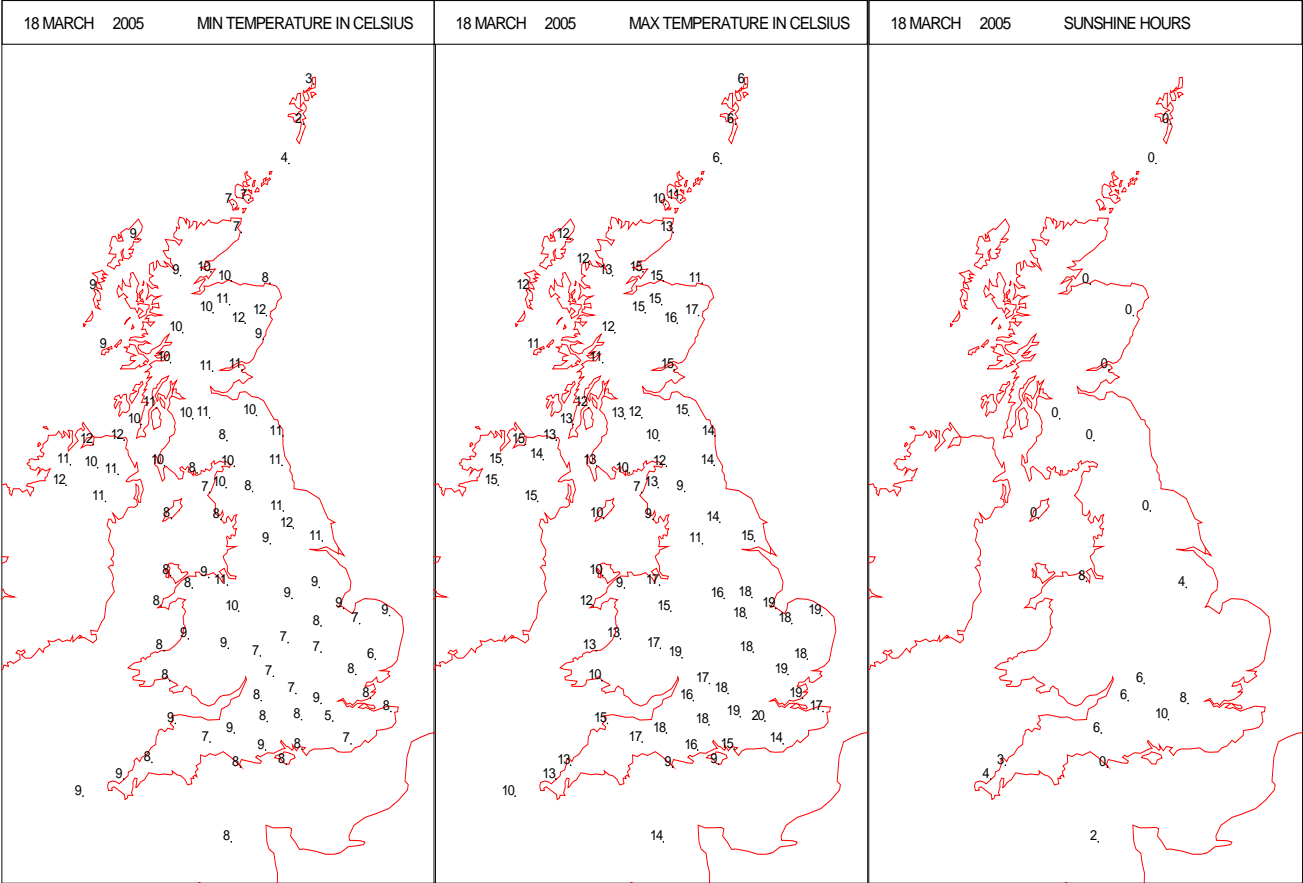 18 MARCH 2005 MIN TEMPERATURE IN CELSIUS
3.
2.
4.
7. 7.
7.
9.
9. 10. 10. 8.
9.
11.
10. 12. 12.
10. 9.
9.
10. 11. 11.
11
10. 10. 11. 10.
12. 12. 8. 11.
11. 10. 11. 10. 8. 10. 11.
12. 7. 10. 8.
11. 8. 8. 11.
12.
9. 11.
8. 8. 9. 11. 9.
8. 10. 9. 9. 9.
8. 7.
8. 9. 9. 7. 7. 7. 6.
8. 7. 8.
8. 7. 9. 8. 8.
9. 9. 8. 8. 5.
7. 9. 8. 7.
8. 8. 8.
9. 9.
8.
18 MARCH 2005 MAX TEMPERATURE IN CELSIUS
6.
6.
6.
10. 11.
13.
12.
12. 13. 15. 15. 11.
12.
15.
15. 16. 17.
12.
11.
11. 15.
12
13. 13. 12. 15.
15. 13. 10. 14.
15. 14. 13. 10. 12. 14.
15. 7. 13. 9.
15. 10. 9. 14.
11. 15.
10. 9. 17. 16. 18.
12. 15. 18. 19. 18. 19.
13. 13. 17. 19. 18. 18.
10. 17. 19.
16. 18. 19. 17.
15. 18. 18. 19. 20.
17. 16. 15. 14.
13. 13. 9. 9.
10.
14.
18 MARCH 2005 SUNSHINE HOURS
0.
0.
0.
0.
0.
0.
0.
0. 0.
8. 4.
6.
6. 8.
6. 10.
3. 0.
4.
2.